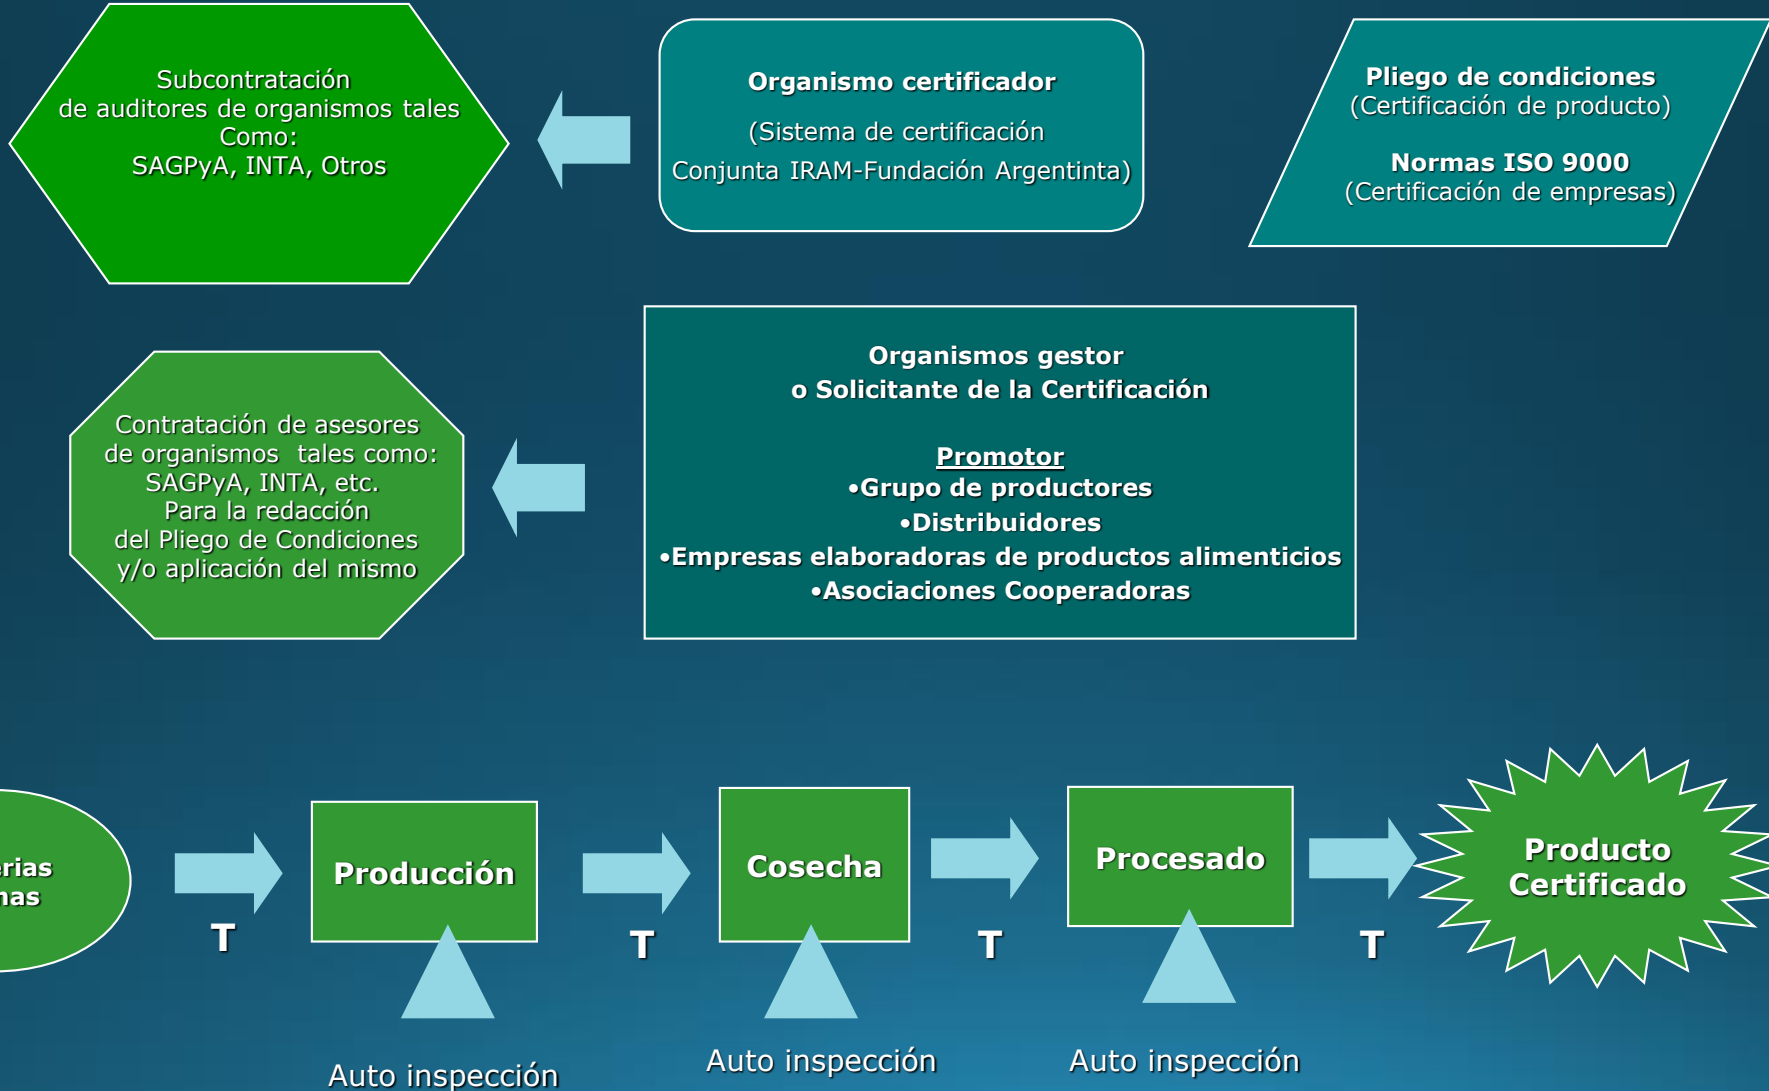 Subcontratación
de auditores de organismos tales
Como:
SAGPyA, INTA, Otros
Organismo certificador
(Sistema de certificación
Conjunta IRAM-Fundación Argentinta)
Pliego de condiciones
(Certificación de producto)
Normas ISO 9000
(Certificación de empresas)
Contratación de asesores
de organismos tales como:
SAGPyA, INTA, etc.
Para la redacción
del Pliego de Condiciones
y/o aplicación del mismo
Organismos gestor
o Solicitante de la Certificación
Promotor
•Grupo de productores
•Distribuidores
•Empresas elaboradoras de productos alimenticios
•Asociaciones Cooperadoras
Producción
Cosecha
Procesado
Producto
Certificado
T
T
T
T
Auto inspección
Auto inspección
Auto inspección